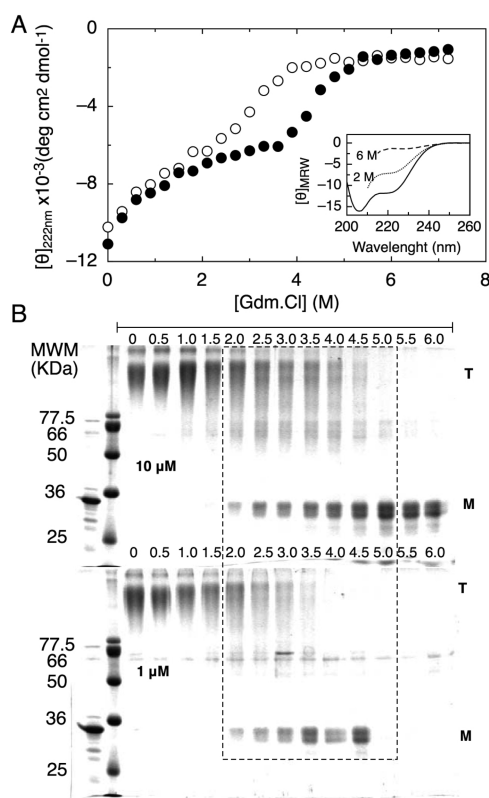 A
0
−4
−8
−12
[θ]222nm x10-3(deg cm2 dmol-1)
0 2 4 6 8
[Gdm.Cl] (M)
0
−5
−10
−15
[θ]MRW
6 M
2 M
200 220 240 260
Wavelenght (nm)
B
MWM
(KDa)
0 0.5 1.0 1.5 2.0 2.5 3.0 3.5 4.0 4.5 5.0 5.5 6.0
T
77.5
66
50
10 µM
36
M
25
0 0.5 1.0 1.5 2.0 2.5 3.0 3.5 4.0 4.5 5.0 5.5 6.0
T
77.5
66
1 µM
50
36
M
25